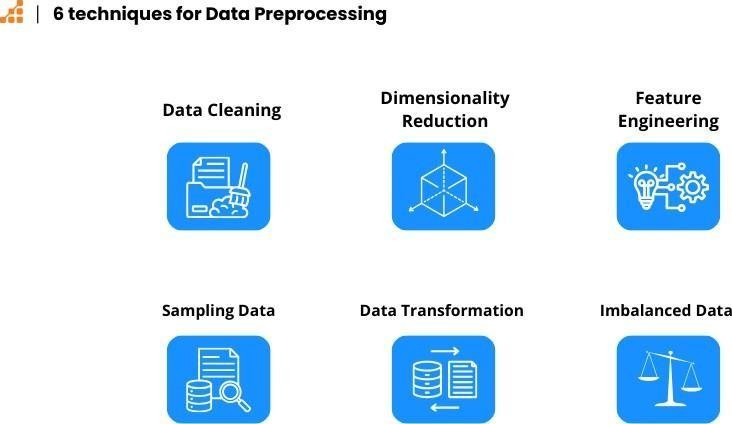 6 techniques for Data Preprocessing
Data Cleaning
Dimensionality
Reduction
Feature
Engineering
Sampling Data
Data Transformation
Imbalanced Data